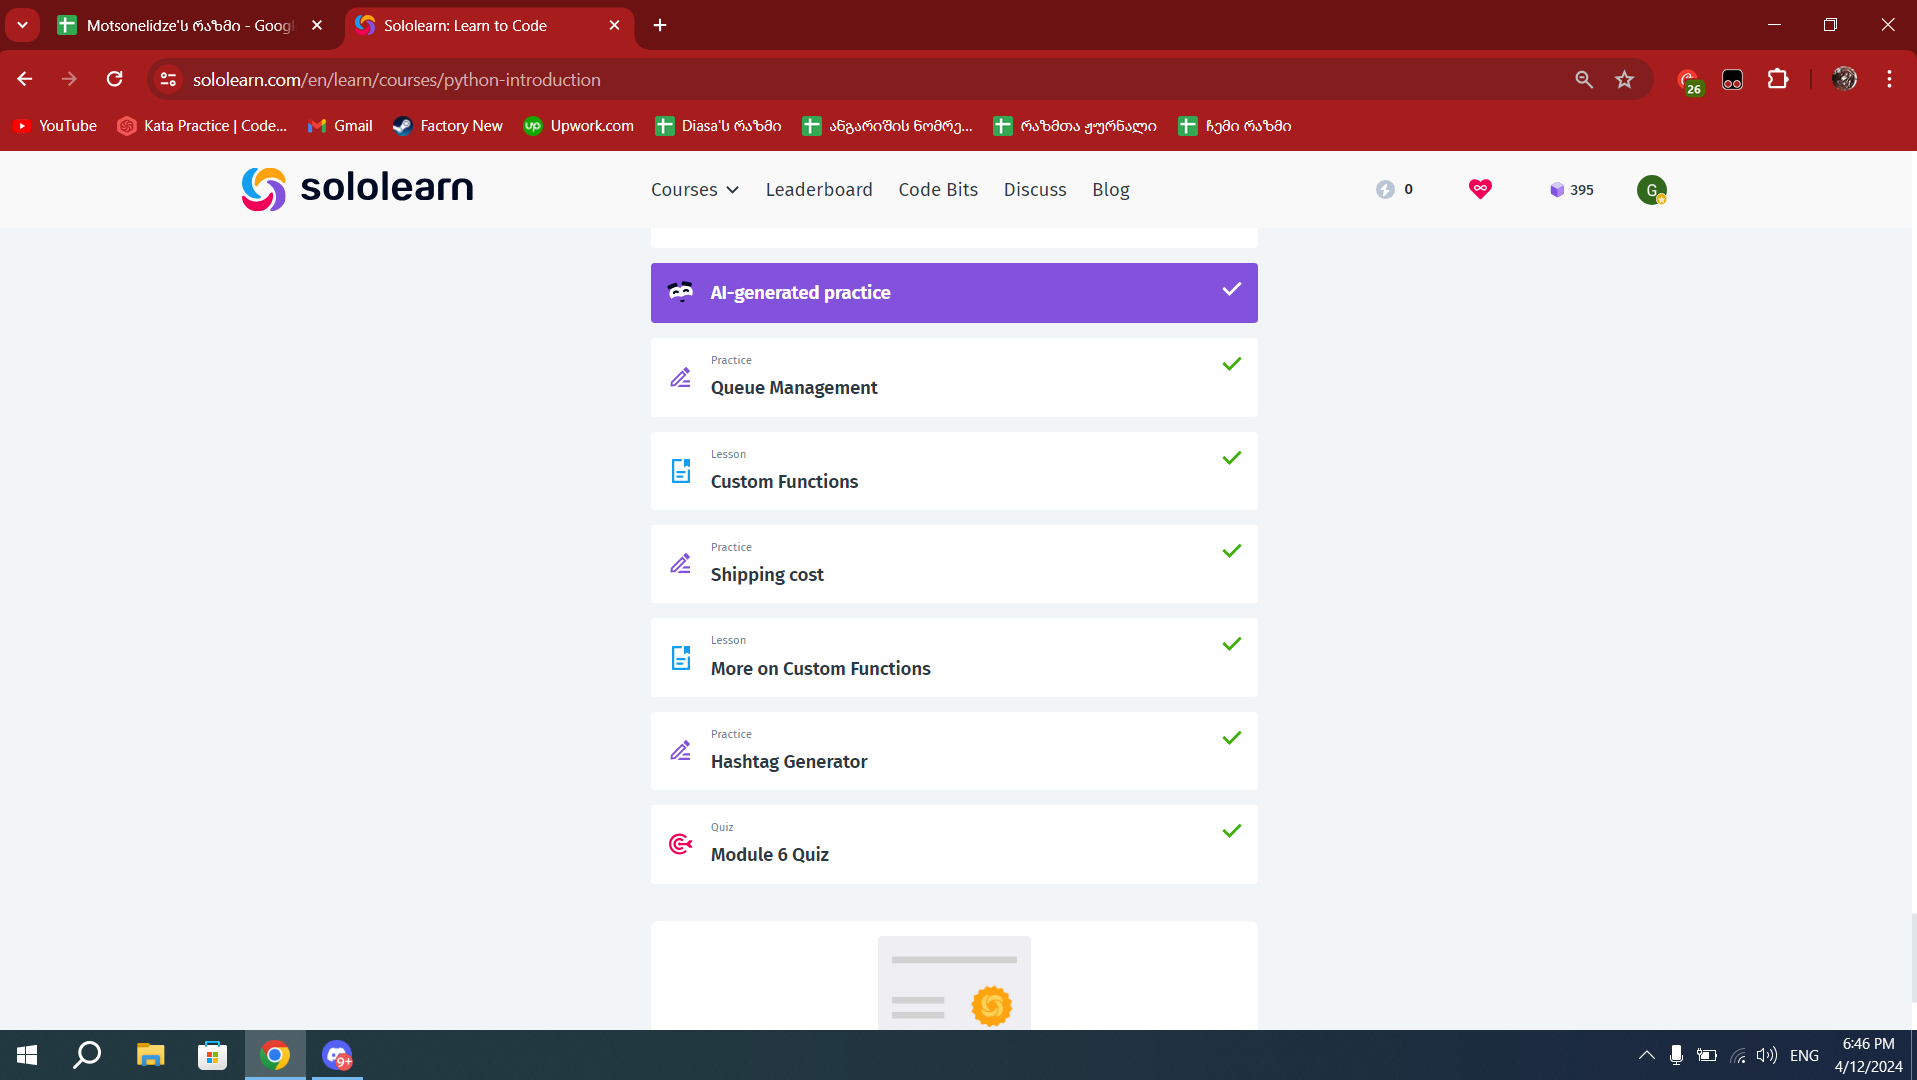 Motsonelidze's რაზმი - Goog
Sololearn: Learn to Code
sololearn.com/en/learn/courses/python-introduction
26
YouTube
Kata Practice | Code...
Gmail
Factory New
up
Upwork.com
Diasa's რაზმი
ანგარიშის ნომრე...
რაზმთა ჟურნალი
ჩემი რაზმი
sololearn
Courses
Leaderboard
Code Bits
Discuss
Blog
0
395
G
AI-generated practice
Practice
Queue Management
Lesson
Custom Functions
Practice
Shipping cost
Lesson
More on Custom Functions
Practice
Hashtag Generator
Quiz
Module 6 Quiz
9+
ENG
6:46 PM
4/12/2024